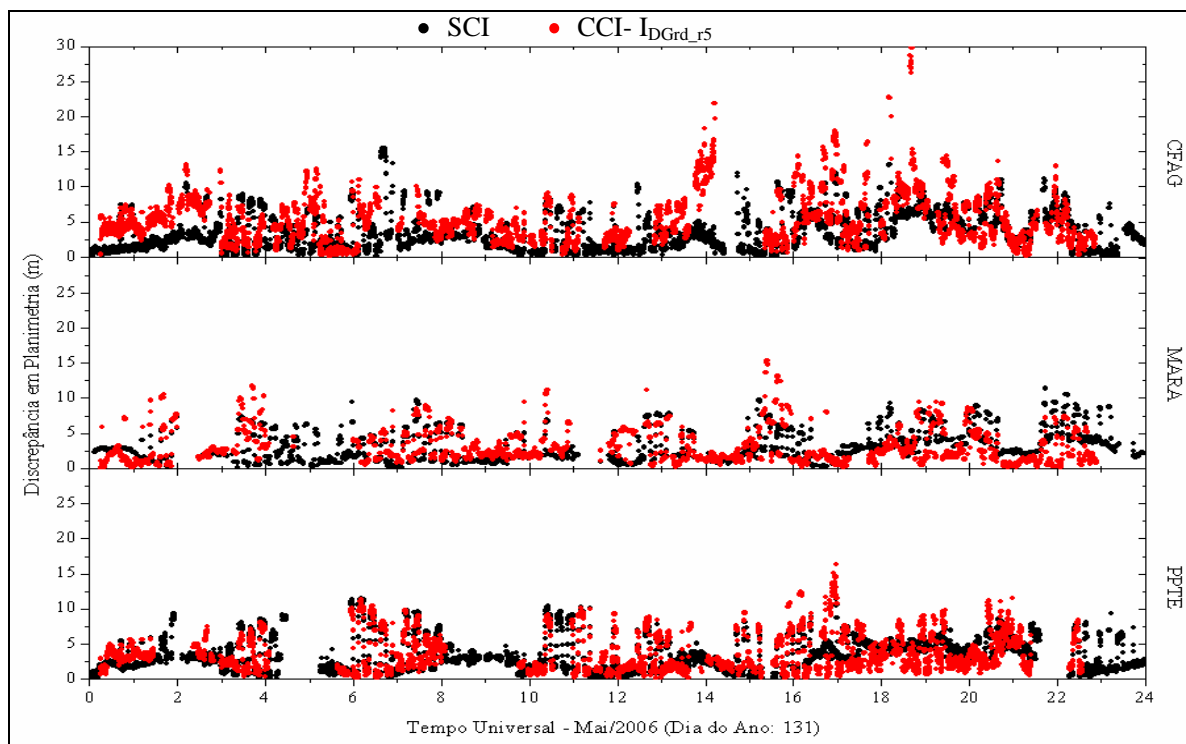 SCI CCI- IDGrd_r5
Discrepância em Planimetria (m)
30
25
20
15
10
5
0
CFAG
25
20
15
10
5
0
MARA
25
20
15
10
5
0
PPTE
0 2 4 6 8 10 12 14 16 18 20 22 24
Tempo Universal - Mai/2006 (Dia do Ano: 131)